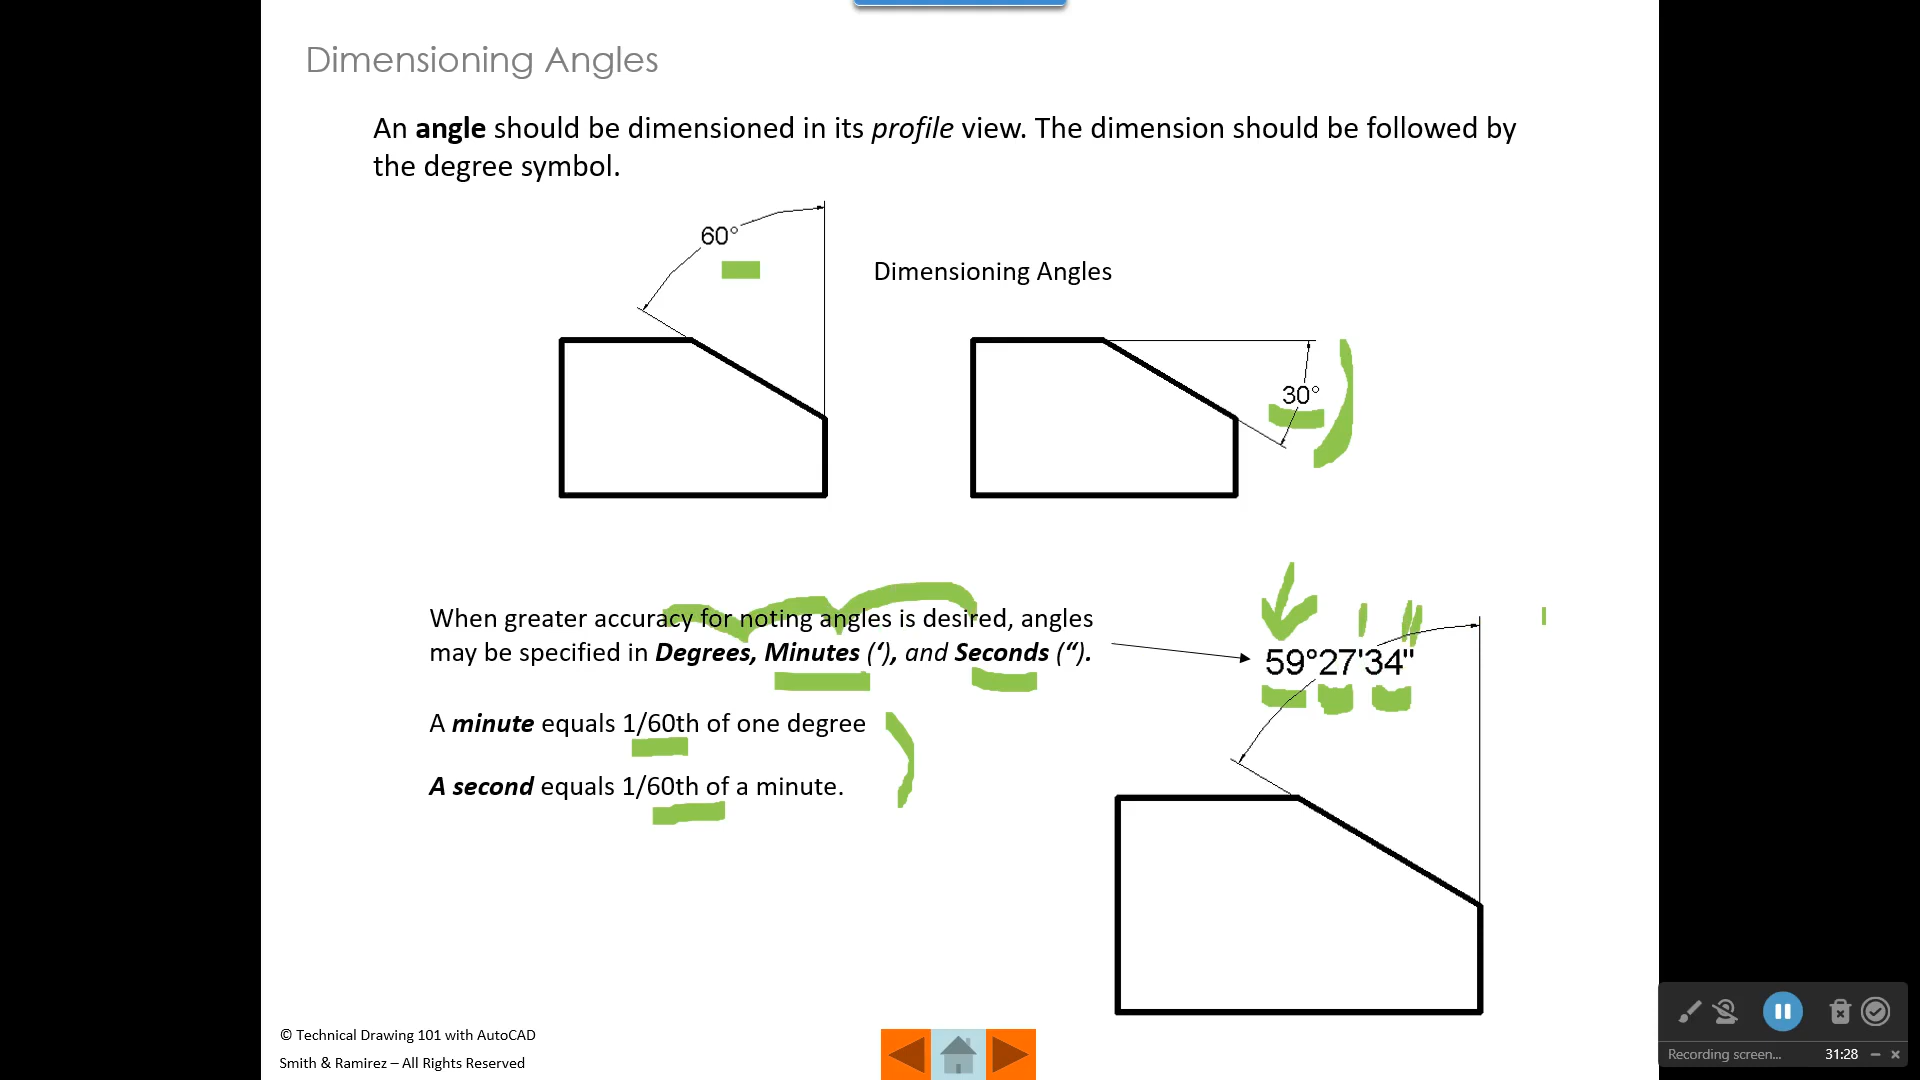 Dimensioning Angles
An angle should be dimensioned in its profile view. The dimension should be followed by
the degree symbol.
60°
Dimensioning Angles
30°
When greater accuracy for noting angles is desired, angles
may be specified in Degrees, Minutes (‘), and Seconds (“).
59°27'34"
A minute equals 1/60th of one degree
A second equals 1/60th of a minute.
© Technical Drawing 101 with AutoCAD
Smith & Ramirez – All Rights Reserved
Recording screen...
31:28